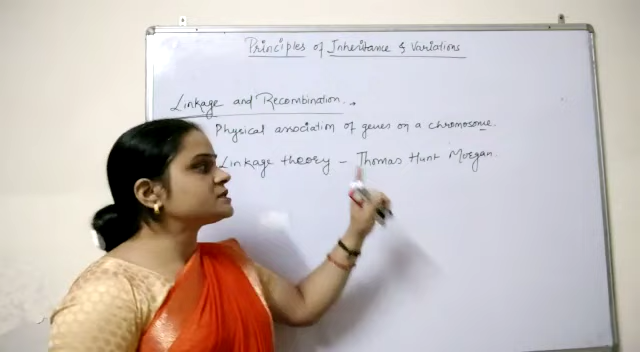 Principles of Inheritance & Variations
Linkage and Recombination →
Physical association of genes on a chromosome.
Linkage theory - Thomas Hunt Morgan.